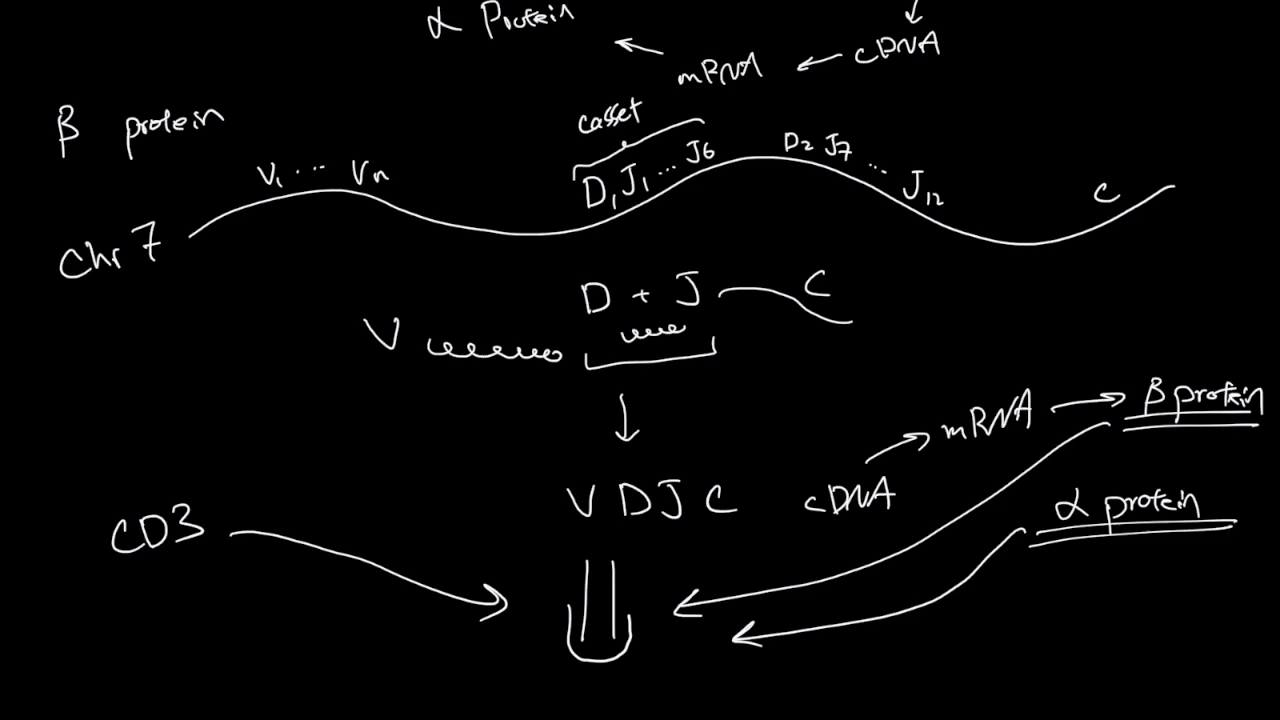 α Protein
cDNA
mRNA
casset
β protein
V₁ ... Vn
D₁ J₁ ... J6
D2 J7 ... J12
C
Chr 7
D + J C
V
mRNA
β protein
V D J C
cDNA
α protein
CD3